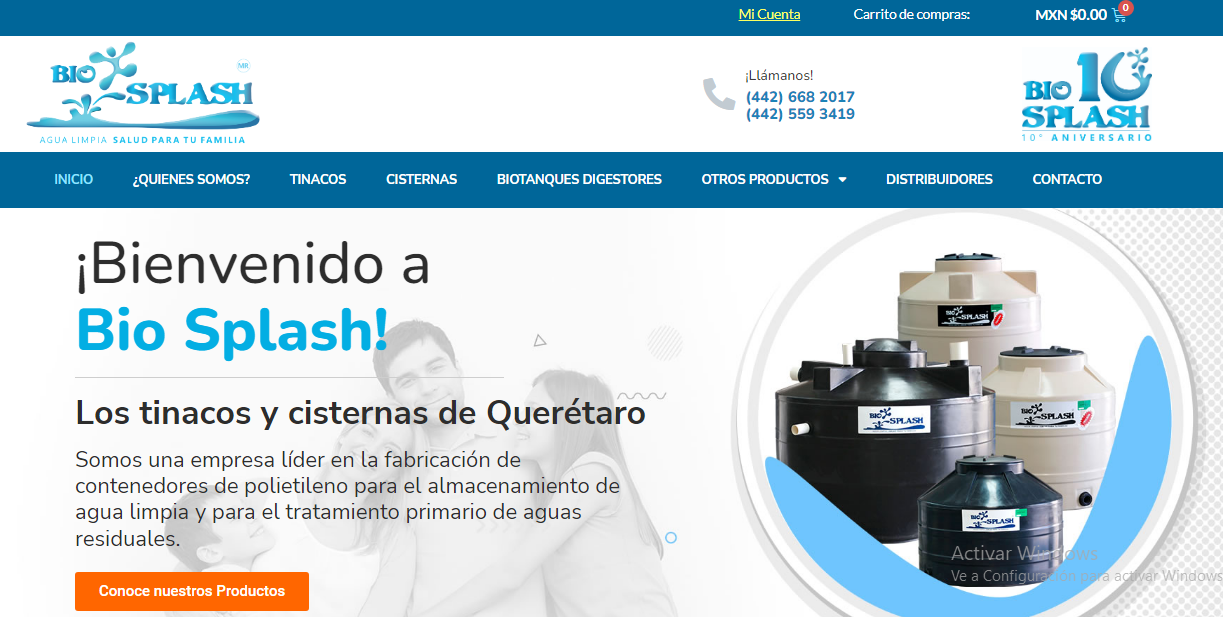 Mi Cuenta
Carrito de compras:
MXN $0.00
0
BIO SPLASH
MR
AGUA LIMPIA SALUD PARA TU FAMILIA
¡Llámanos!
(442) 668 2017
(442) 559 3419
BIO 10
SPLASH
10° ANIVERSARIO
INICIO
¿QUIENES SOMOS?
TINACOS
CISTERNAS
BIOTANQUES DIGESTORES
OTROS PRODUCTOS
DISTRIBUIDORES
CONTACTO
¡Bienvenido a
Bio Splash!
Los tinacos y cisternas de Querétaro
Somos una empresa líder en la fabricación de
contenedores de polietileno para el almacenamiento de
agua limpia y para el tratamiento primario de aguas
residuales.
Conoce nuestros Productos
BIO SPLASH
BIO SPLASH
BIO SPLASH
BIO SPLASH
Activar Windows
Ve a Configuración para activar Windows